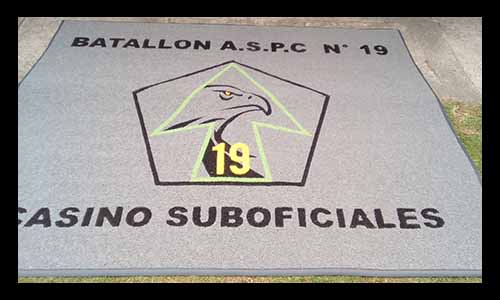 BATALLON A.S.P.C N° 19
19
CASINO SUBOFICIALES